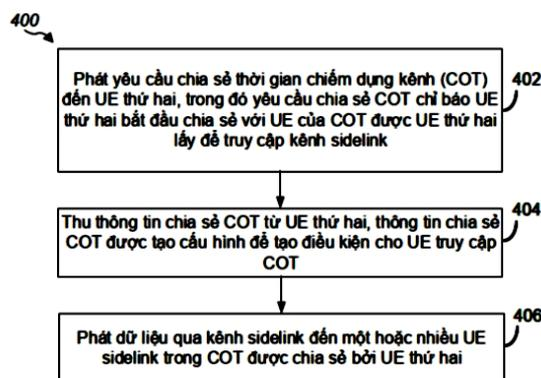 400
Phát yêu cầu chia sẻ thời gian chiếm dụng kênh (COT)
đến UE thứ hai, trong đó yêu cầu chia sẻ COT chỉ báo UE
thứ hai bắt đầu chia sẻ với UE của COT được UE thứ hai
lấy để truy cập kênh sidelink
402
Thu thông tin chia sẻ COT từ UE thứ hai, thông tin chia sẻ
COT được tạo cấu hình để tạo điều kiện cho UE truy cập
COT
404
Phát dữ liệu qua kênh sidelink đến một hoặc nhiều UE
sidelink trong COT được chia sẻ bởi UE thứ hai
406